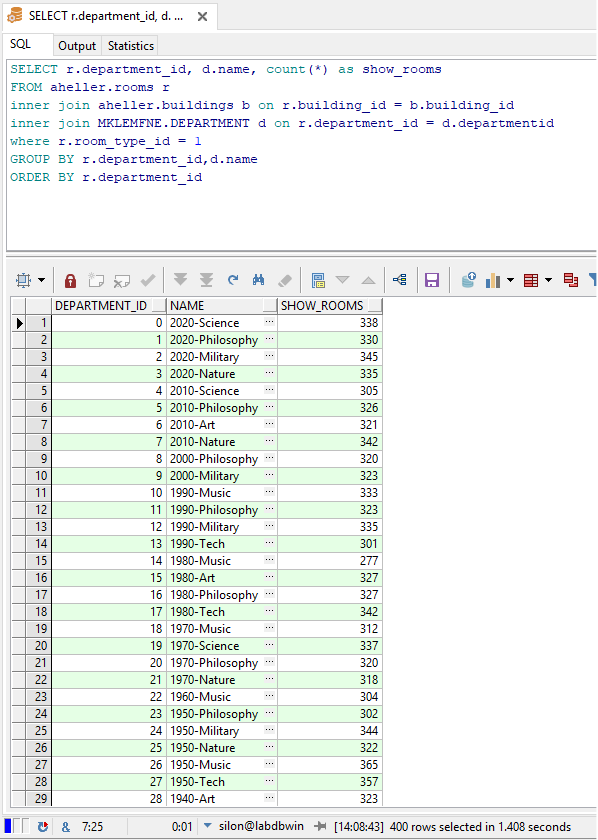 SELECT r.department_id, d. ...
SQL Output Statistics
SELECT r.department_id, d.name, count(*) as show_rooms
FROM aheller.rooms r
inner join aheller.buildings b on r.building_id = b.building_id
inner join MKLEMFNE.DEPARTMENT d on r.department_id = d.departmentid
where r.room_type_id = 1
GROUP BY r.department_id,d.name
ORDER BY r.department_id
DEPARTMENT_ID NAME SHOW_ROOMS
1 0 2020-Science ... 338
2 1 2020-Philosophy ... 330
3 2 2020-Military ... 345
4 3 2020-Nature ... 335
5 4 2010-Science ... 305
6 5 2010-Philosophy ... 326
7 6 2010-Art ... 321
8 7 2010-Nature ... 342
9 8 2000-Philosophy ... 320
10 9 2000-Military ... 323
11 10 1990-Music ... 333
12 11 1990-Philosophy ... 323
13 12 1990-Military ... 335
14 13 1990-Tech ... 301
15 14 1980-Music ... 277
16 15 1980-Art ... 327
17 16 1980-Philosophy ... 327
18 17 1980-Tech ... 342
19 18 1970-Music ... 312
20 19 1970-Science ... 337
21 20 1970-Philosophy ... 320
22 21 1970-Nature ... 318
23 22 1960-Music ... 304
24 23 1950-Philosophy ... 302
25 24 1950-Military ... 344
26 25 1950-Nature ... 322
27 26 1950-Music ... 365
28 27 1950-Tech ... 357
29 28 1940-Art ... 323
& 7:25 0:01 silon@labdbwin [14:08:43] 400 rows selected in 1.408 seconds